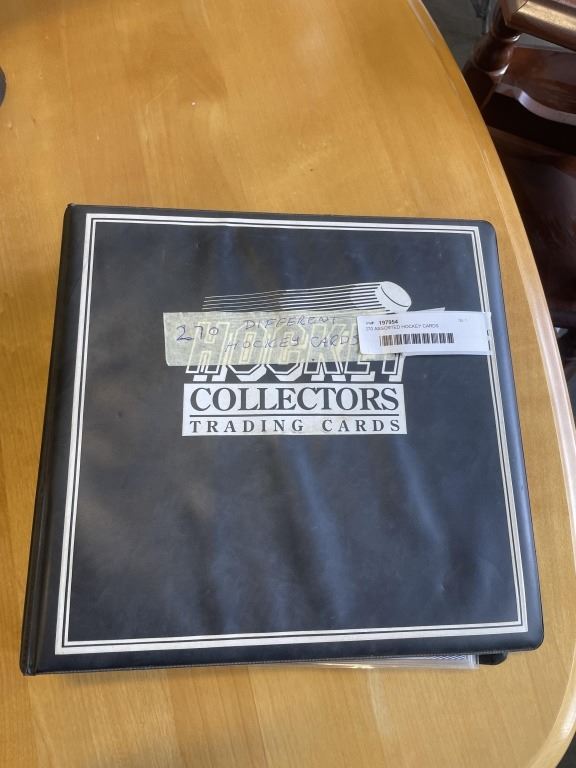 270 DIFFERENT
HOCKEY CARDS
197954
270 ASSORTED HOCKEY CARDS
HOCKEY
COLLECTORS
TRADING CARDS